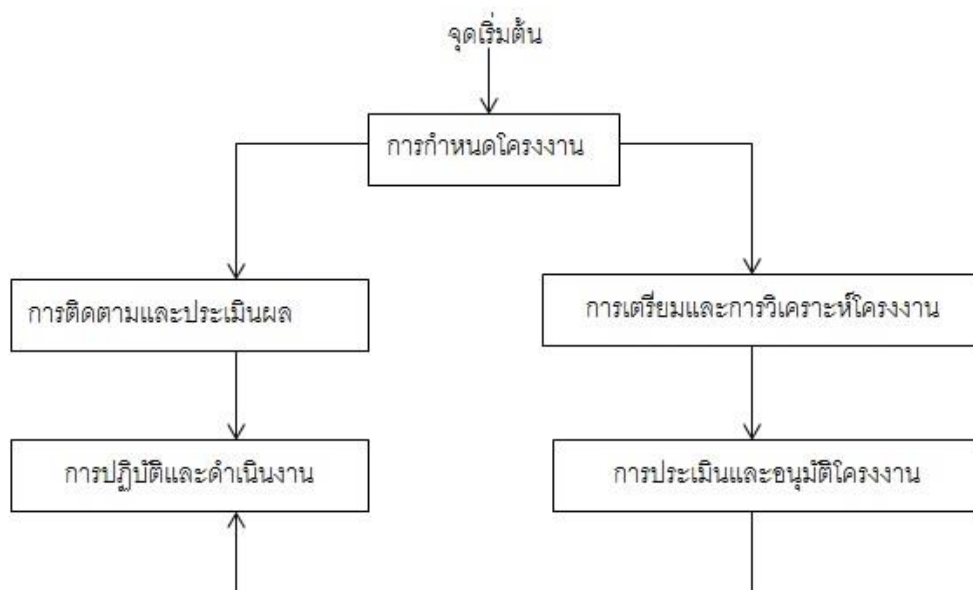 จุดเริ่มต้น
การกำหนดโครงงาน
การติดตามและประเมินผล
การเตรียมและการวิเคราะห์โครงงาน
การปฏิบัติและดำเนินงาน
การประเมินและอนุมัติโครงงาน